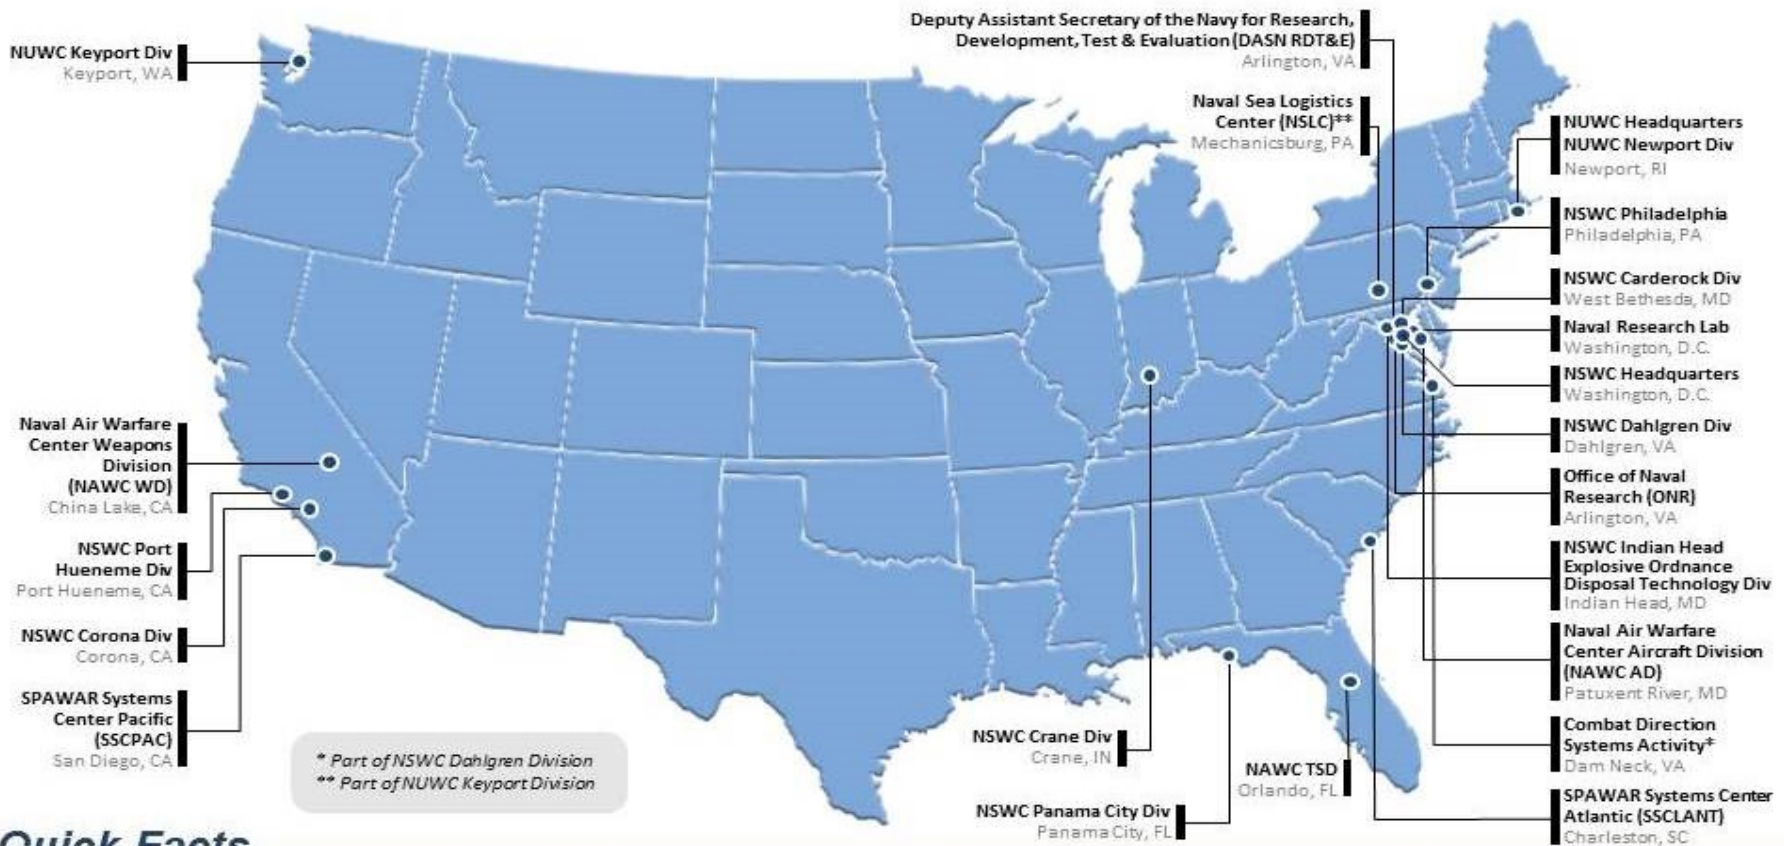 NUWC Keyport Div
Keyport, WA
Naval Air Warfare
Center Weapons
Division
(NAWC WD)
China Lake, CA
NSWC Port
Hueneme Div
Port Hueneme, CA
NSWC Corona Div
Corona, CA
SPAWAR Systems
Center Pacific
(SSCPAC)
San Diego, CA
* Part of NSWC Dahlgren Division
** Part of NUWC Keyport Division
Deputy Assistant Secretary of the Navy for Research,
Development, Test & Evaluation (DASN RDT&E)
Arlington, VA
Naval Sea Logistics
Center (NSLC)**
Mechanicsburg, PA
NUWC Headquarters
NUWC Newport Div
Newport, RI
NSWC Philadelphia
Philadelphia, PA
NSWC Carderock Div
West Bethesda, MD
Naval Research Lab
Washington, D.C.
NSWC Headquarters
Washington, D.C.
NSWC Dahlgren Div
Dahlgren, VA
Office of Naval
Research (ONR)
Arlington, VA
NSWC Indian Head
Explosive Ordnance
Disposal Technology Div
Indian Head, MD
Naval Air Warfare
Center Aircraft Division
(NAWC AD)
Patuxent River, MD
Combat Direction
Systems Activity*
Dam Neck, VA
SPAWAR Systems Center
Atlantic (SSCLANT)
Charleston, SC
NSWC Crane Div
Crane, IN
NAWC TSD
Orlando, FL
NSWC Panama City Div
Panama City, FL
Quick Facts